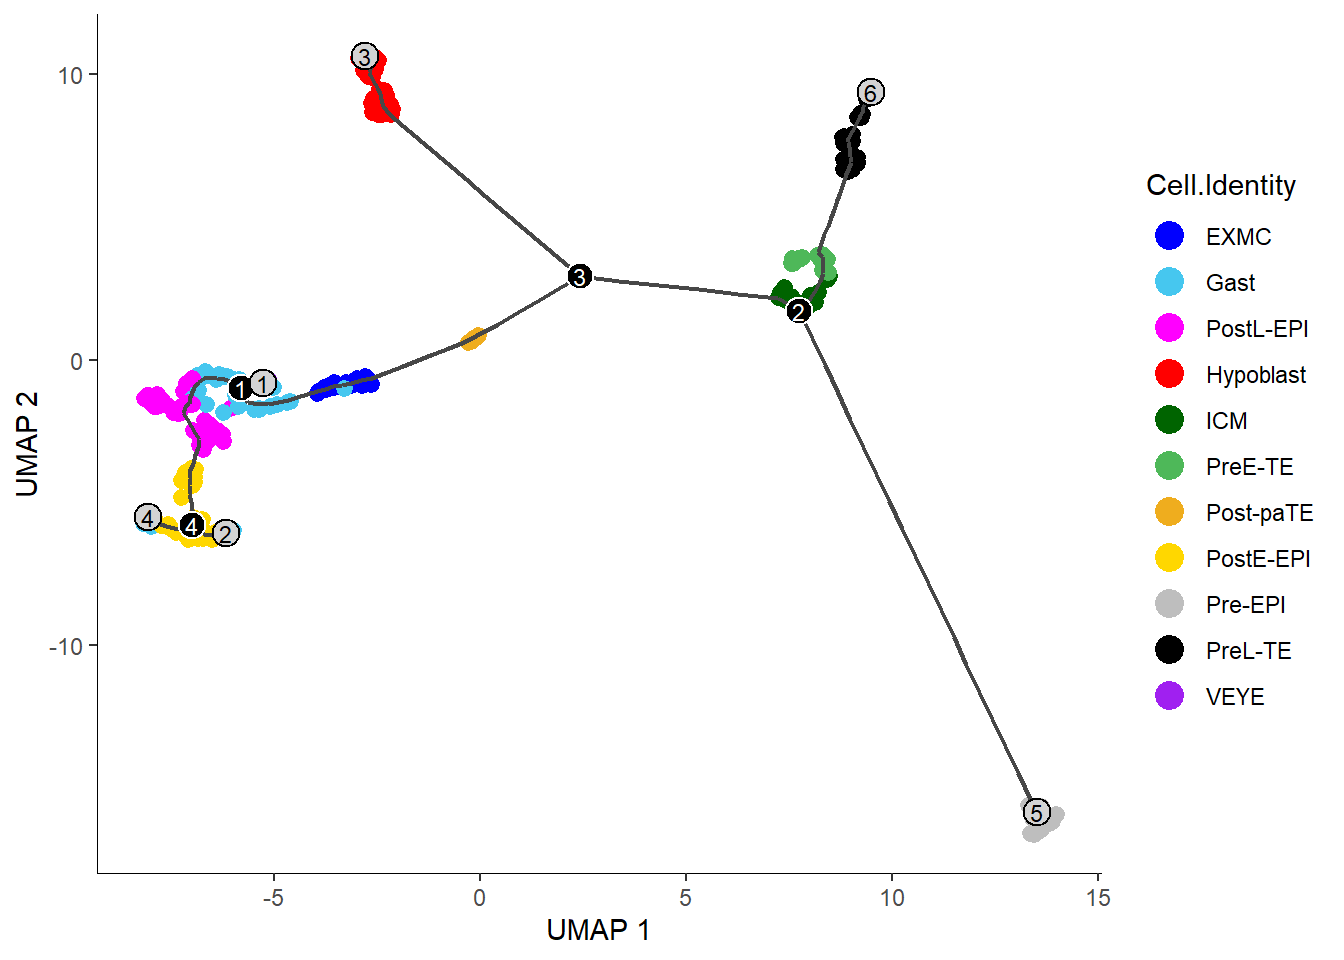 3
6
Cell.Identity
EXMC
Gast
PostL-EPI
Hypoblast
ICM
PreE-TE
Post-paTE
PostE-EPI
Pre-EPI
PreL-TE
VEYE
3
2
1
1
4
4
2
5
10
0
-10
-5
0
5
10
15
UMAP 1
UMAP 2